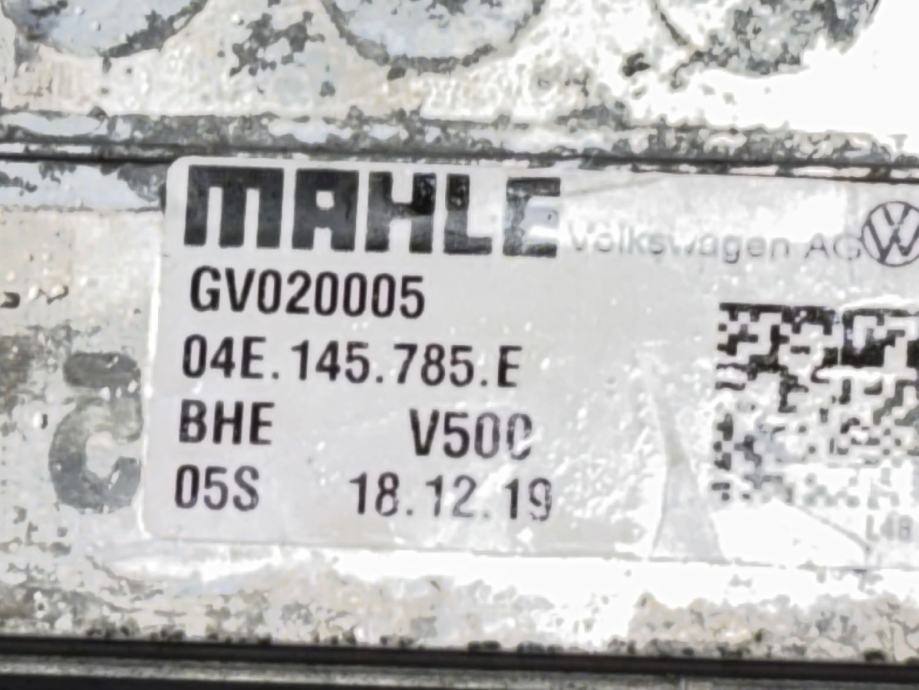 MAHLE Volkswagen AG
GV020005
04E.145.785.E
BHE V500
05S 18.12.19